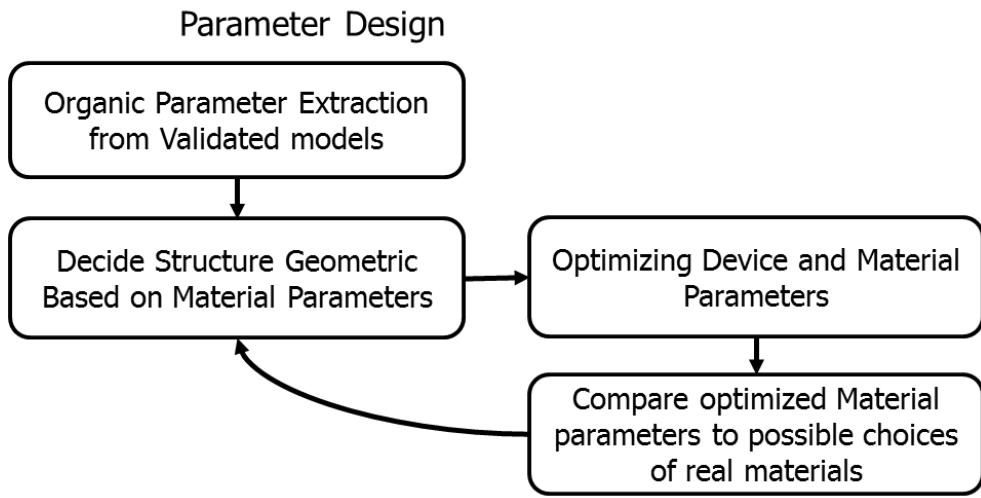 Parameter Design
Organic Parameter Extraction
from Validated models
Decide Structure Geometric
Based on Material Parameters
Optimizing Device and Material
Parameters
Compare optimized Material
parameters to possible choices
of real materials